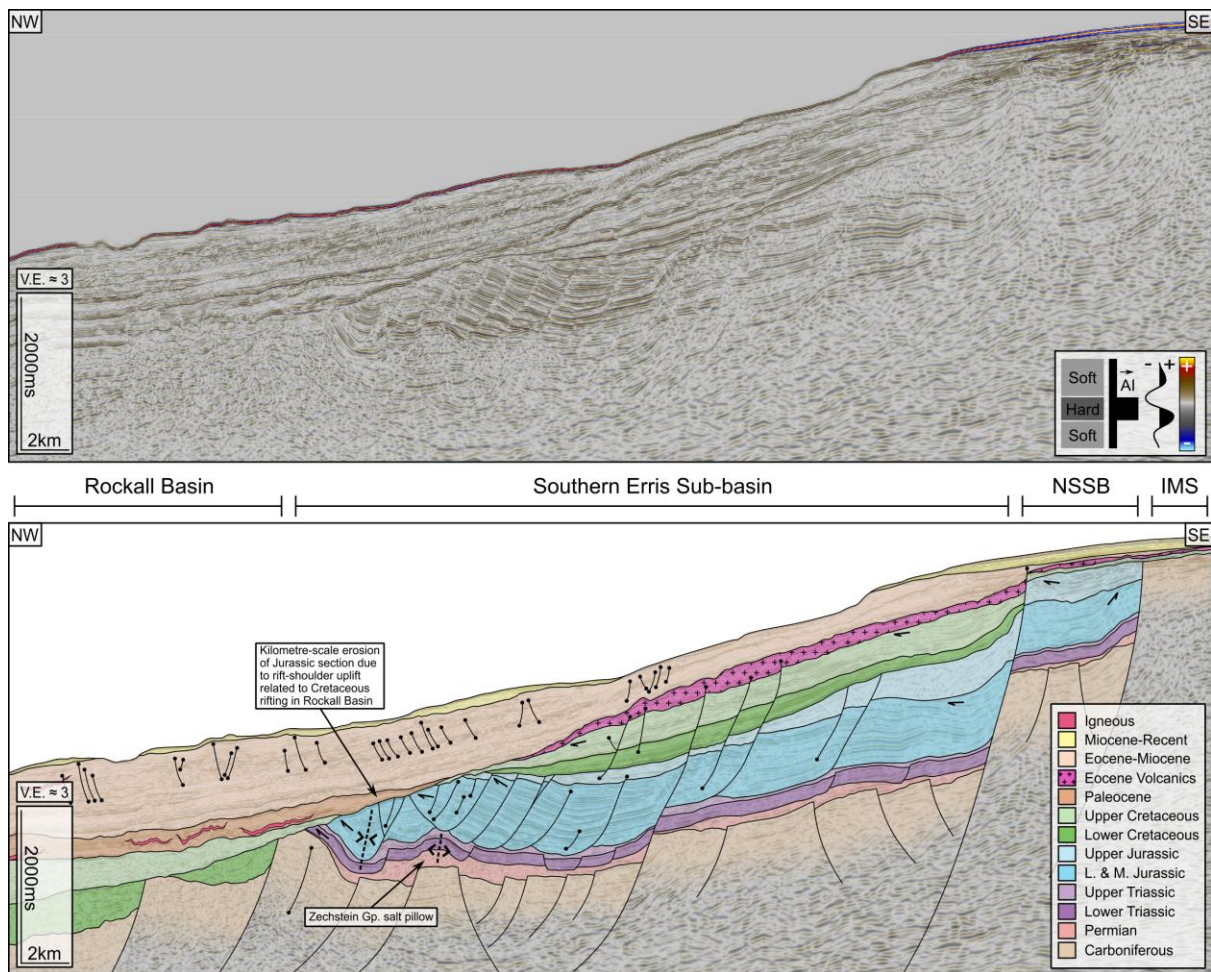 NW
SE
V.E. ≈ 3
2000ms
2km
Soft
Hard
Soft
AI
- +
+
-
Rockall Basin
Southern Erris Sub-basin
NSSB
IMS
NW
SE
Kilometre-scale erosion
of Jurassic section due
to rift-shoulder uplift
related to Cretaceous
rifting in Rockall Basin
Zechstein Gp. salt pillow
V.E. ≈ 3
2000ms
2km
Igneous
Miocene-Recent
Eocene-Miocene
Eocene Volcanics
Paleocene
Upper Cretaceous
Lower Cretaceous
Upper Jurassic
L. & M. Jurassic
Upper Triassic
Lower Triassic
Permian
Carboniferous